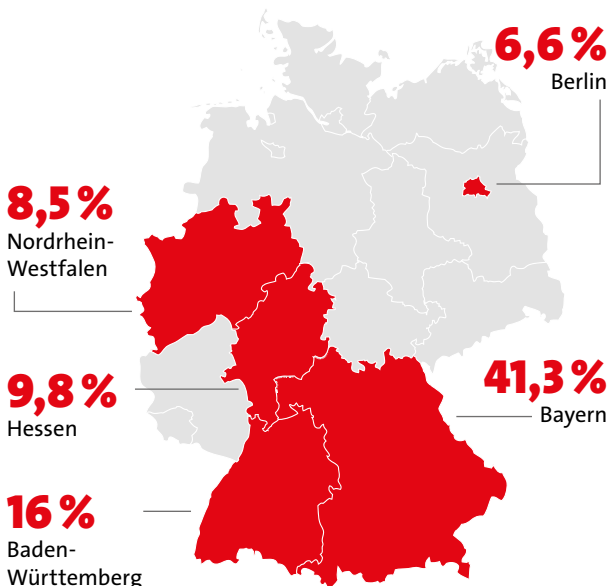 6,6 %
Berlin
8,5 %
Nordrhein-
Westfalen
9,8 %
Hessen
41,3 %
Bayern
16 %
Baden-
Württemberg